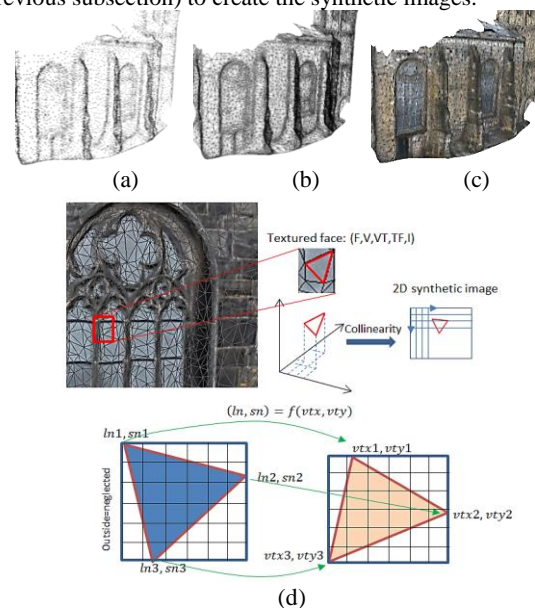 revious subsection) to create the synthetic images.
(a) (b) (c)
Textured face: (F,V,VT,TF,I)
2D synthetic image
Collinearity
(ln, sn) = f(vtx, vty)
ln1, sn1
vtx1, vty1
Outside=neglected
ln2, sn2
vtx2, vty2
ln3, sn3
vtx3, vty3
(d)